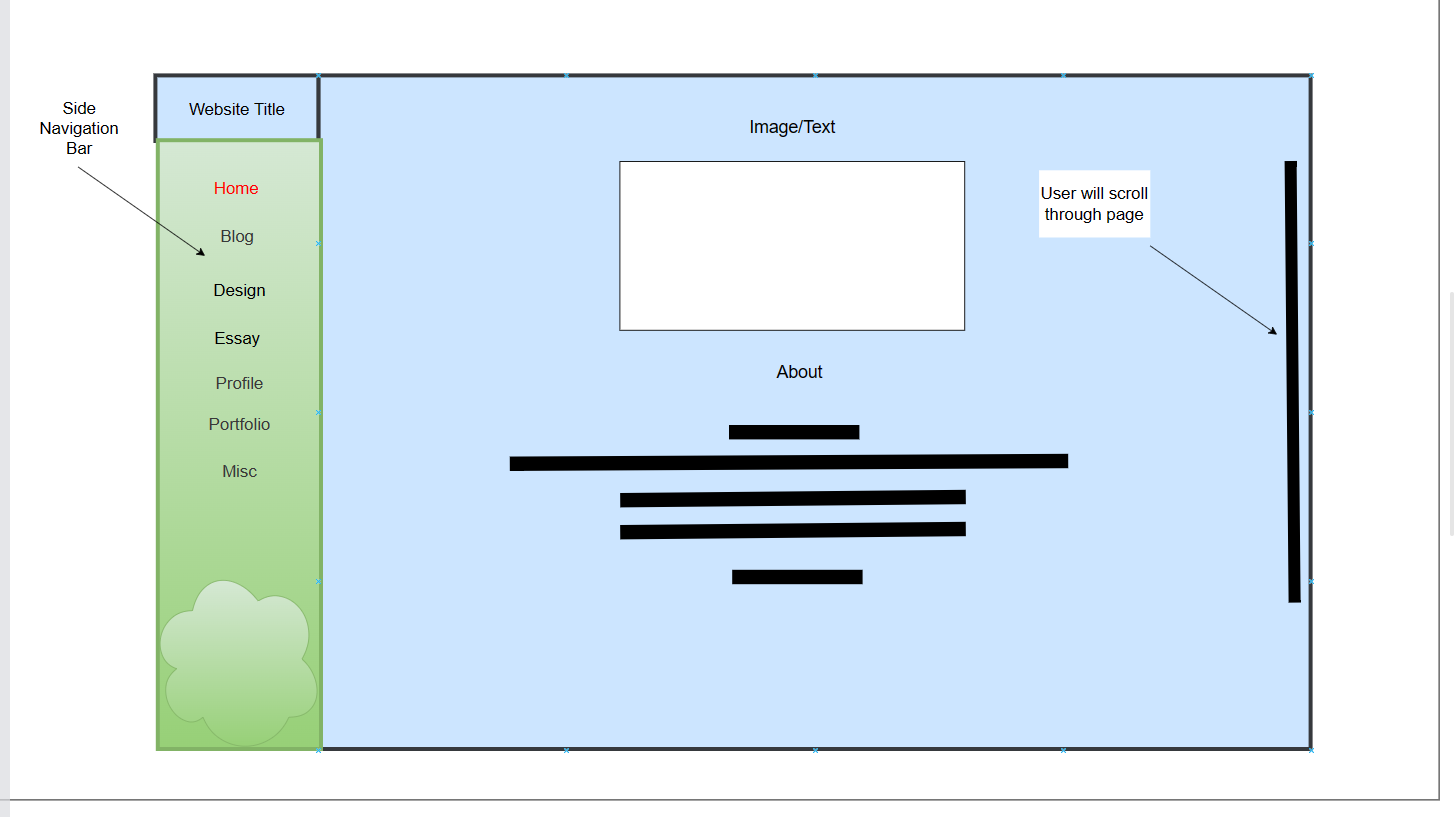 Side
Navigation
Bar
Website Title
Home
Blog
Design
Essay
Profile
Portfolio
Misc
Image/Text
User will scroll
through page
About